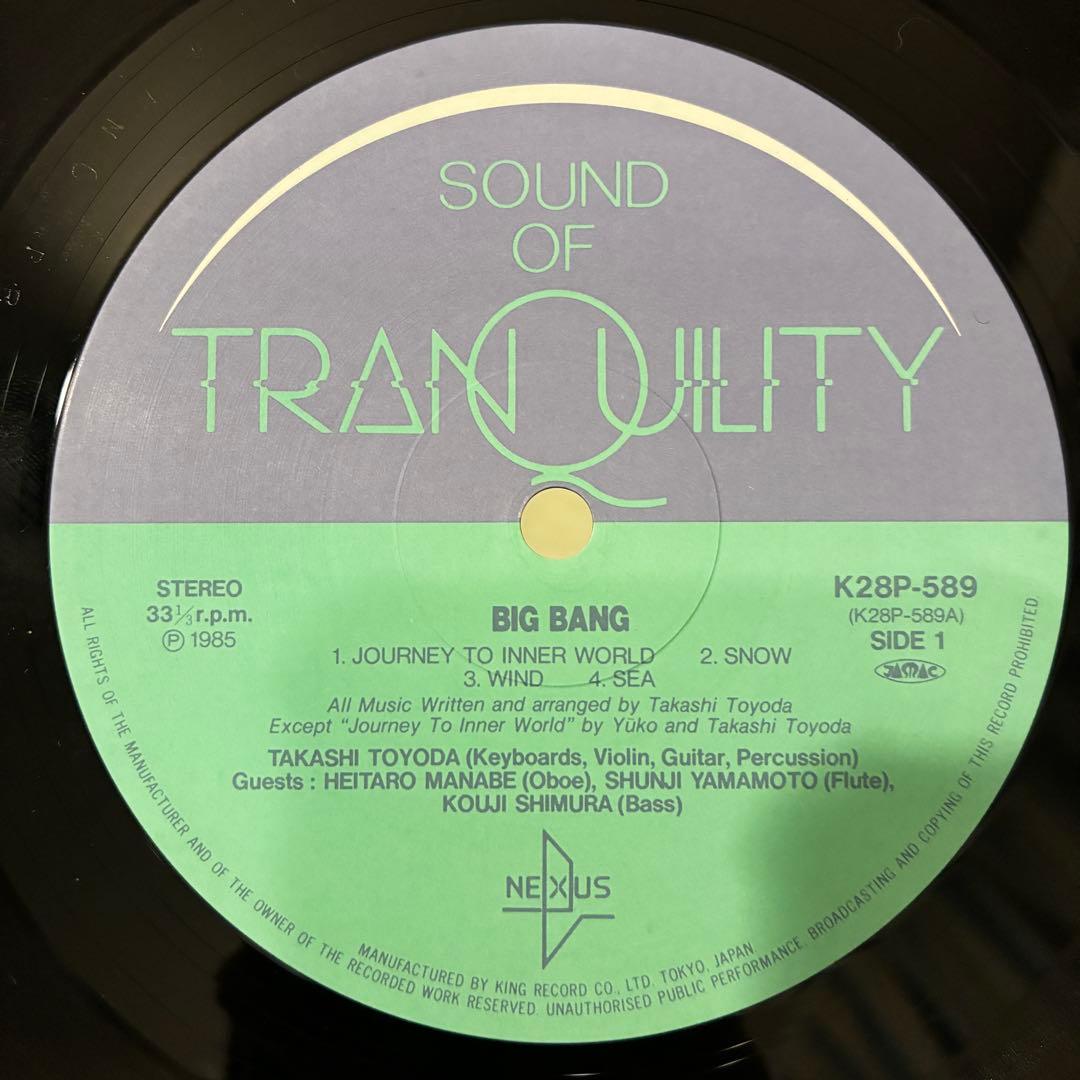 SOUND
OF
TRANQUILITY
STEREO
33⅓r.p.m.
Ⓟ 1985
K28P-589
(K28P-589A)
SIDE 1
JASRAC
BIG BANG
1. JOURNEY TO INNER WORLD 2. SNOW
3. WIND 4. SEA
All Music Written and arranged by Takashi Toyoda
Except "Journey To Inner World" by Yūko and Takashi Toyoda
TAKASHI TOYODA (Keyboards, Violin, Guitar, Percussion)
Guests : HEITARO MANABE (Oboe), SHUNJI YAMAMOTO (Flute),
KOUJI SHIMURA (Bass)
NEXUS
MANUFACTURED BY KING RECORD CO., LTD. TOKYO, JAPAN.
ALL RIGHTS OF THE MANUFACTURER AND OF THE OWNER OF THE RECORDED WORK RESERVED. UNAUTHORISED PUBLIC PERFORMANCE, BROADCASTING AND COPYING OF THIS RECORD PROHIBITED.